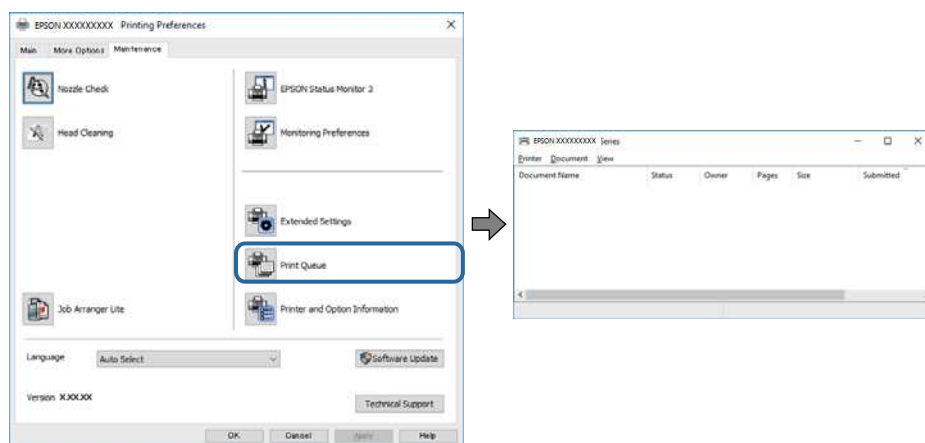 EPSON XXXXXXXXX Printing Preferences
Main More Options Maintenance
Nozzle Check
EPSON Status Monitor 3
Head Cleaning
Monitoring Preferences
Extended Settings
Print Queue
Job Arranger Lite
Printer and Option Information
Language Auto Select Software Update
Version X.XX.XX
Technical Support
OK Cancel Apply Help
EPSON XXXXXXXXX Series
Printer Document View
Document Name Status Owner Pages Size Submitted